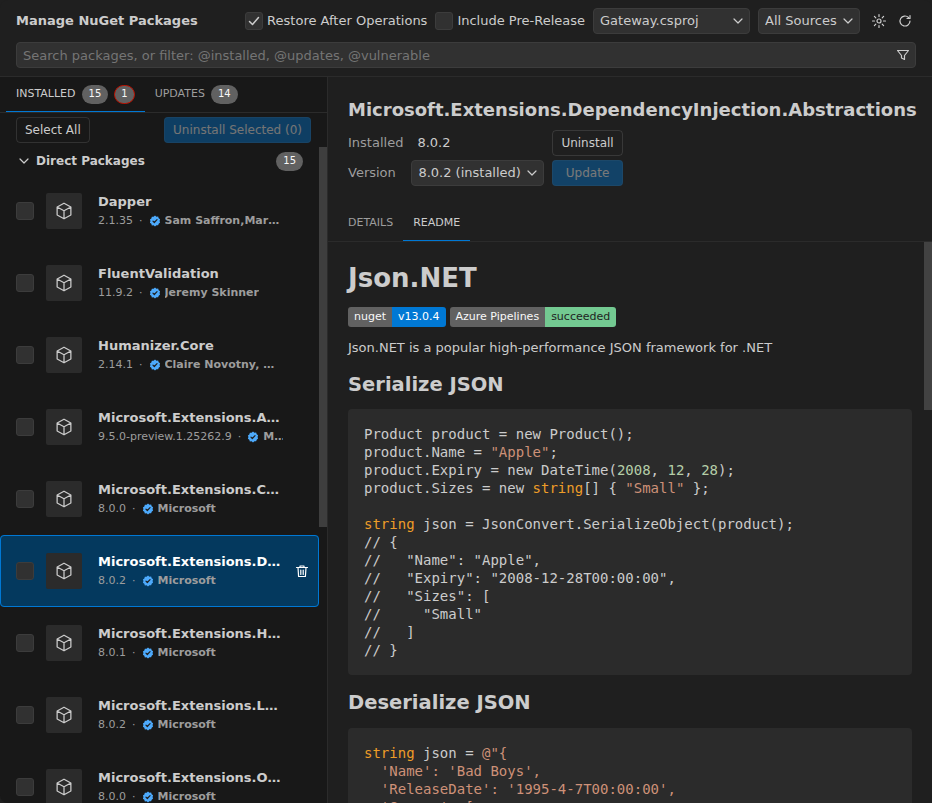 Manage NuGet Packages
Restore After Operations
Include Pre-Release
Gateway.csproj
All Sources
Search packages, or filter: @installed, @updates, @vulnerable
INSTALLED 15 1 UPDATES 14
Select All
Uninstall Selected (0)
Direct Packages 15
Dapper
2.1.35 · Sam Saffron,Mar...
FluentValidation
11.9.2 · Jeremy Skinner
Humanizer.Core
2.14.1 · Claire Novotny, ...
Microsoft.Extensions.A...
9.5.0-preview.1.25262.9 · M...
Microsoft.Extensions.C...
8.0.0 · Microsoft
Microsoft.Extensions.D...
8.0.2 · Microsoft
Microsoft.Extensions.H...
8.0.1 · Microsoft
Microsoft.Extensions.L...
8.0.2 · Microsoft
Microsoft.Extensions.O...
8.0.0 · Microsoft
Microsoft.Extensions.DependencyInjection.Abstractions
Installed 8.0.2 Uninstall
Version 8.0.2 (installed) Update
DETAILS README
Json.NET
nuget v13.0.4 Azure Pipelines succeeded
Json.NET is a popular high-performance JSON framework for .NET
Serialize JSON
Product product = new Product();
product.Name = "Apple";
product.Expiry = new DateTime(2008, 12, 28);
product.Sizes = new string[] { "Small" };
string json = JsonConvert.SerializeObject(product);
// {
//   "Name": "Apple",
//   "Expiry": "2008-12-28T00:00:00",
//   "Sizes": [
//     "Small"
//   ]
// }
Deserialize JSON
string json = @"{
  'Name': 'Bad Boys',
  'ReleaseDate': '1995-4-7T00:00:00',